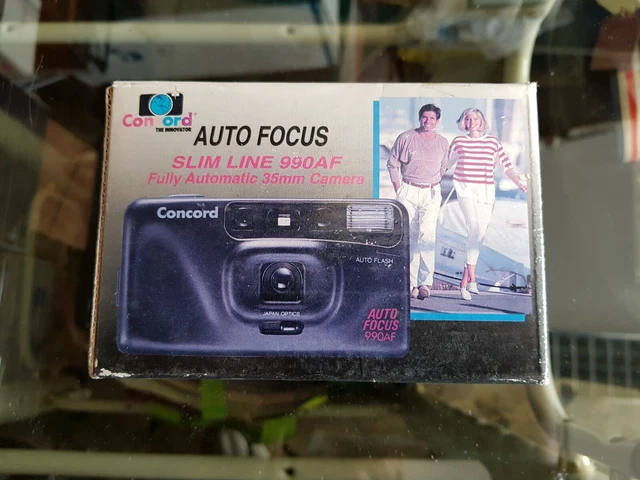 Concord
THE INNOVATOR
AUTO FOCUS
SLIM LINE 990AF
Fully Automatic 35mm Camera
Concord
AUTO FLASH
JAPAN OPTICS
AUTO
FOCUS
990AF